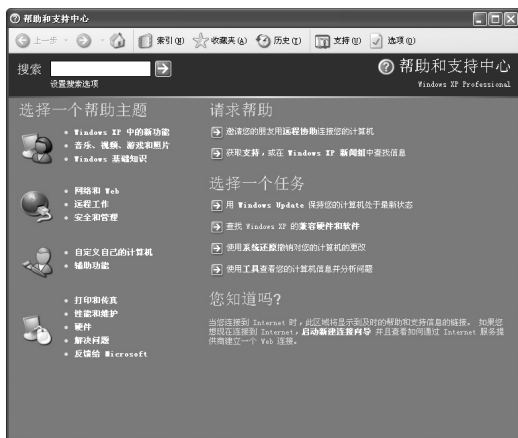 帮助和支持中心
上一步
索引(N)
收藏夹(A)
历史(I)
支持(U)
选项(O)
搜索
设置搜索选项
帮助和支持中心
Windows XP Professional
选择一个帮助主题
Windows XP 中的新功能
音乐、视频、游戏和照片
Windows 基础知识
网络和 Web
远程工作
安全和管理
自定义自己的计算机
辅助功能
打印和传真
性能和维护
硬件
解决问题
反馈给 Microsoft
请求帮助
邀请您的朋友用远程协助连接您的计算机
获取支持，或在 Windows XP 新闻组中查找信息
选择一个任务
用 Windows Update 保持您的计算机处于最新状态
查找 Windows XP 的兼容硬件和软件
使用系统还原撤销对您的计算机的更改
使用工具查看您的计算机信息并分析问题
您知道吗?
当您连接到 Internet 时，此区域将显示到及时的帮助和支持信息的链接。 如果您
想现在连接到 Internet，启动新建连接向导 并且查看如何通过 Internet 服务提
供商建立一个 Web 连接。